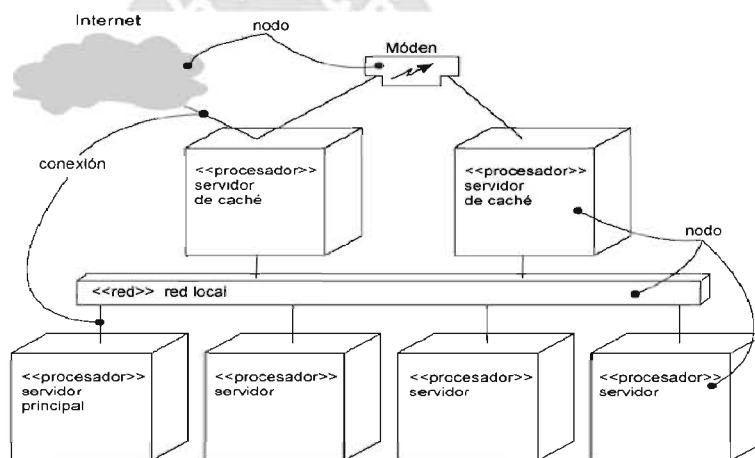 Internet
nodo
Móden
conexión
<<procesador>>
servidor
de caché
<<procesador>>
servidor
de caché
nodo
<<red>> red local
<<procesador>>
servidor
principal
<<procesador>>
servidor
<<procesador>>
servidor
<<procesador>>
servidor